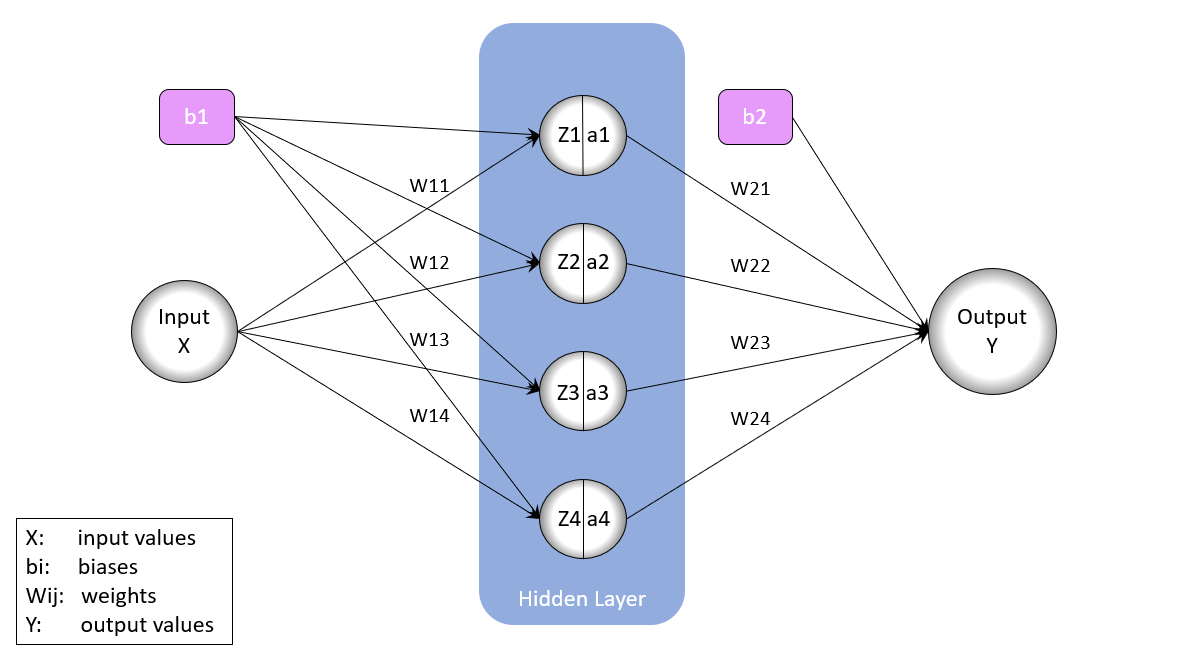 b1
b2
Z1 a1
W11
W21
Z2 a2
W12
W22
Input
X
Output
Y
W13
W23
Z3 a3
W14
W24
Z4 a4
Hidden Layer
X: input values
bi: biases
Wij: weights
Y: output values